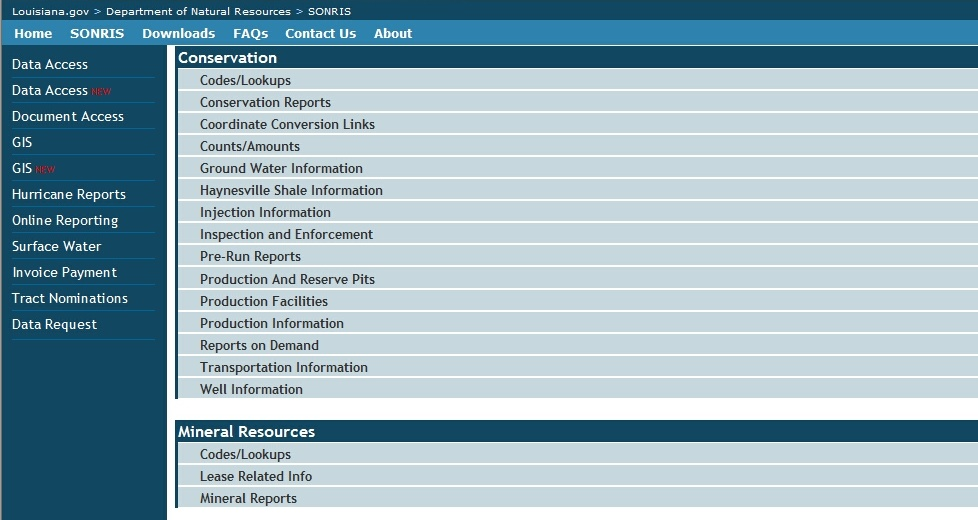 Louisiana.gov > Department of Natural Resources > SONRIS
Home SONRIS Downloads FAQs Contact Us About
Data Access
Data Access NEW
Document Access
GIS
GIS NEW
Hurricane Reports
Online Reporting
Surface Water
Invoice Payment
Tract Nominations
Data Request
Conservation
Codes/Lookups
Conservation Reports
Coordinate Conversion Links
Counts/Amounts
Ground Water Information
Haynesville Shale Information
Injection Information
Inspection and Enforcement
Pre-Run Reports
Production And Reserve Pits
Production Facilities
Production Information
Reports on Demand
Transportation Information
Well Information
Mineral Resources
Codes/Lookups
Lease Related Info
Mineral Reports